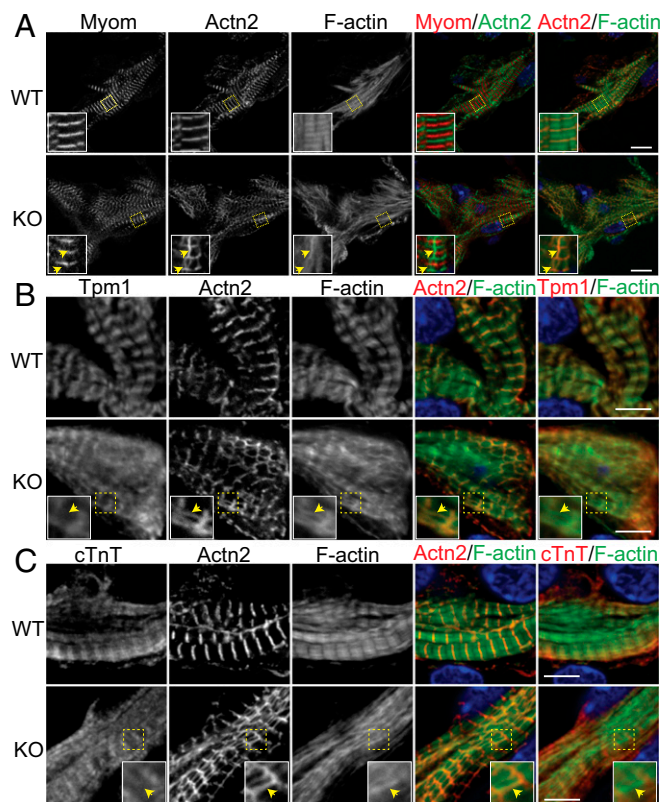 A
Myom Actn2 F-actin Myom/Actn2 Actn2/F-actin
WT
KO
B
Tpm1 Actn2 F-actin Actn2/F-actin Tpm1/F-actin
WT
KO
C
cTnT Actn2 F-actin Actn2/F-actin cTnT/F-actin
WT
KO